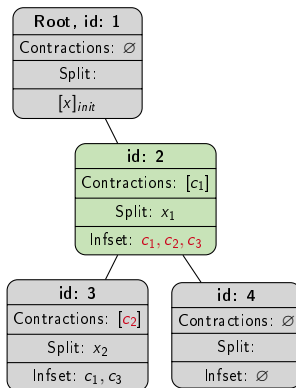 Root, id: 1
Contractions: ∅
Split:
[x]init
id: 2
Contractions: [c1]
Split: x1
Infset: c1, c2, c3
id: 3
Contractions: [c2]
Split: x2
Infset: c1, c3
id: 4
Contractions: ∅
Split:
Infset: ∅